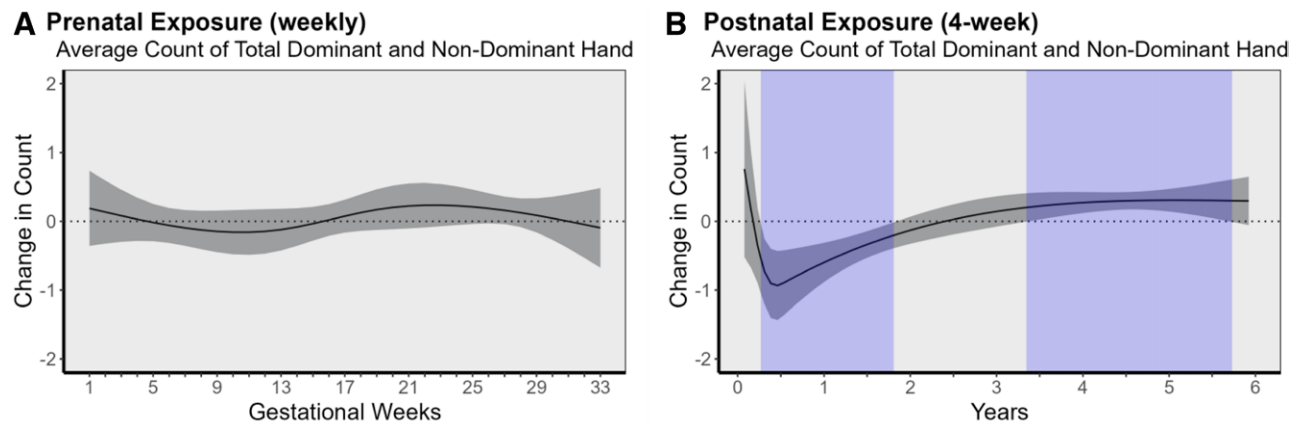 A Prenatal Exposure (weekly)
Average Count of Total Dominant and Non-Dominant Hand
Change in Count
2
1
0
-1
-2
1 5 9 13 17 21 25 29 33
Gestational Weeks
B Postnatal Exposure (4-week)
Average Count of Total Dominant and Non-Dominant Hand
Change in Count
2
1
0
-1
-2
0 1 2 3 4 5 6
Years